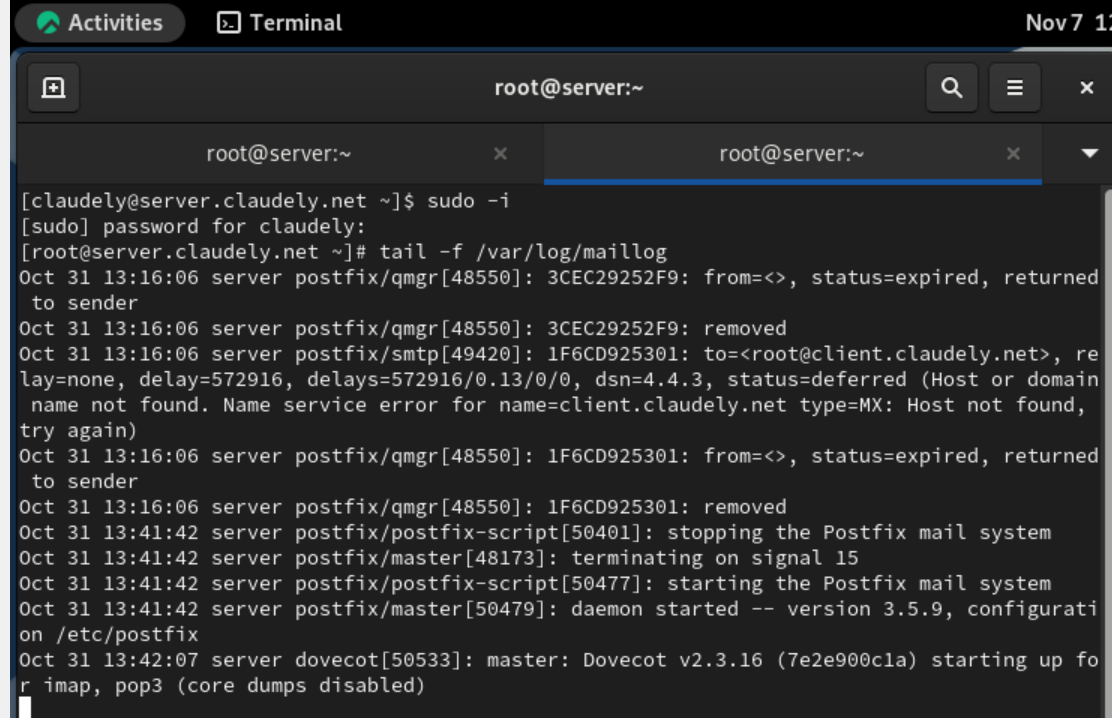 Activities Terminal Nov 7 12
root@server:~
root@server:~ root@server:~
[claudely@server.claudely.net ~]$ sudo -i
[sudo] password for claudely:
[root@server.claudely.net ~]# tail -f /var/log/maillog
Oct 31 13:16:06 server postfix/qmgr[48550]: 3CEC29252F9: from=<>, status=expired, returned
 to sender
Oct 31 13:16:06 server postfix/qmgr[48550]: 3CEC29252F9: removed
Oct 31 13:16:06 server postfix/smtp[49420]: 1F6CD925301: to=<root@client.claudely.net>, re
lay=none, delay=572916, delays=572916/0.13/0/0, dsn=4.4.3, status=deferred (Host or domain
 name not found. Name service error for name=client.claudely.net type=MX: Host not found,
try again)
Oct 31 13:16:06 server postfix/qmgr[48550]: 1F6CD925301: from=<>, status=expired, returned
 to sender
Oct 31 13:16:06 server postfix/qmgr[48550]: 1F6CD925301: removed
Oct 31 13:41:42 server postfix/postfix-script[50401]: stopping the Postfix mail system
Oct 31 13:41:42 server postfix/master[48173]: terminating on signal 15
Oct 31 13:41:42 server postfix/postfix-script[50477]: starting the Postfix mail system
Oct 31 13:41:42 server postfix/master[50479]: daemon started -- version 3.5.9, configurati
on /etc/postfix
Oct 31 13:42:07 server dovecot[50533]: master: Dovecot v2.3.16 (7e2e900c1a) starting up fo
r imap, pop3 (core dumps disabled)